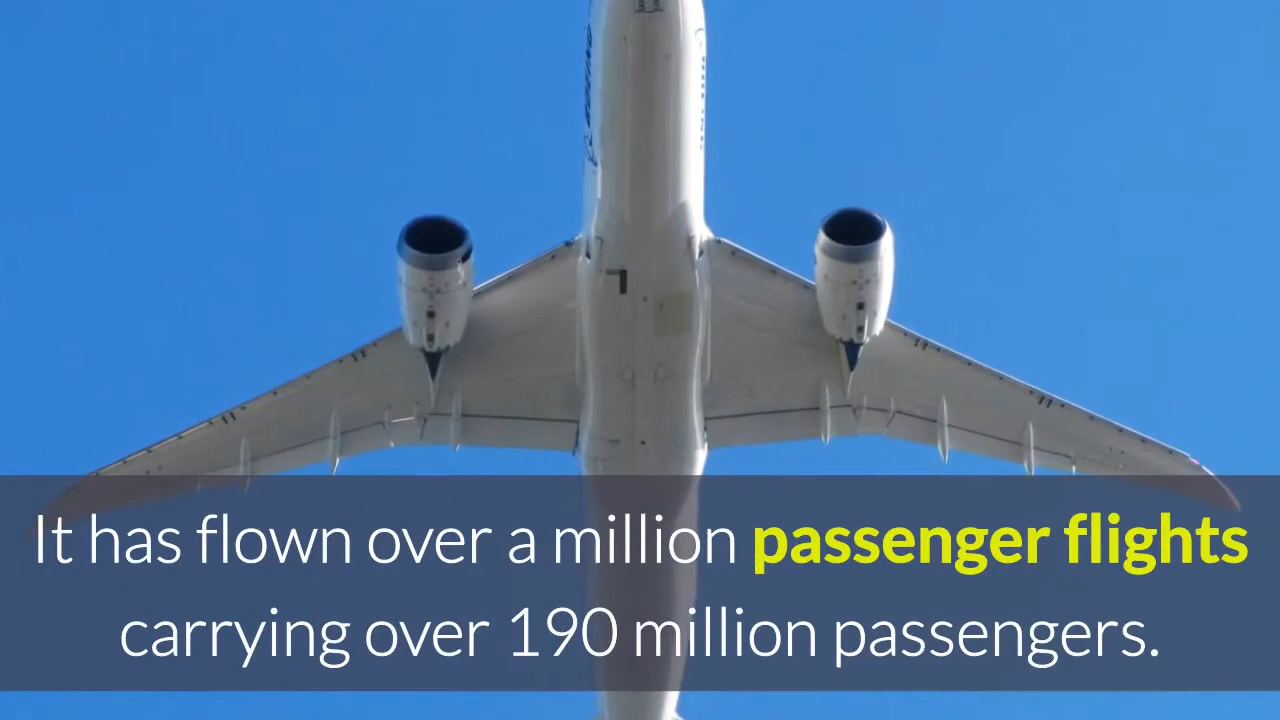 It has flown over a million passenger flights
carrying over 190 million passengers.